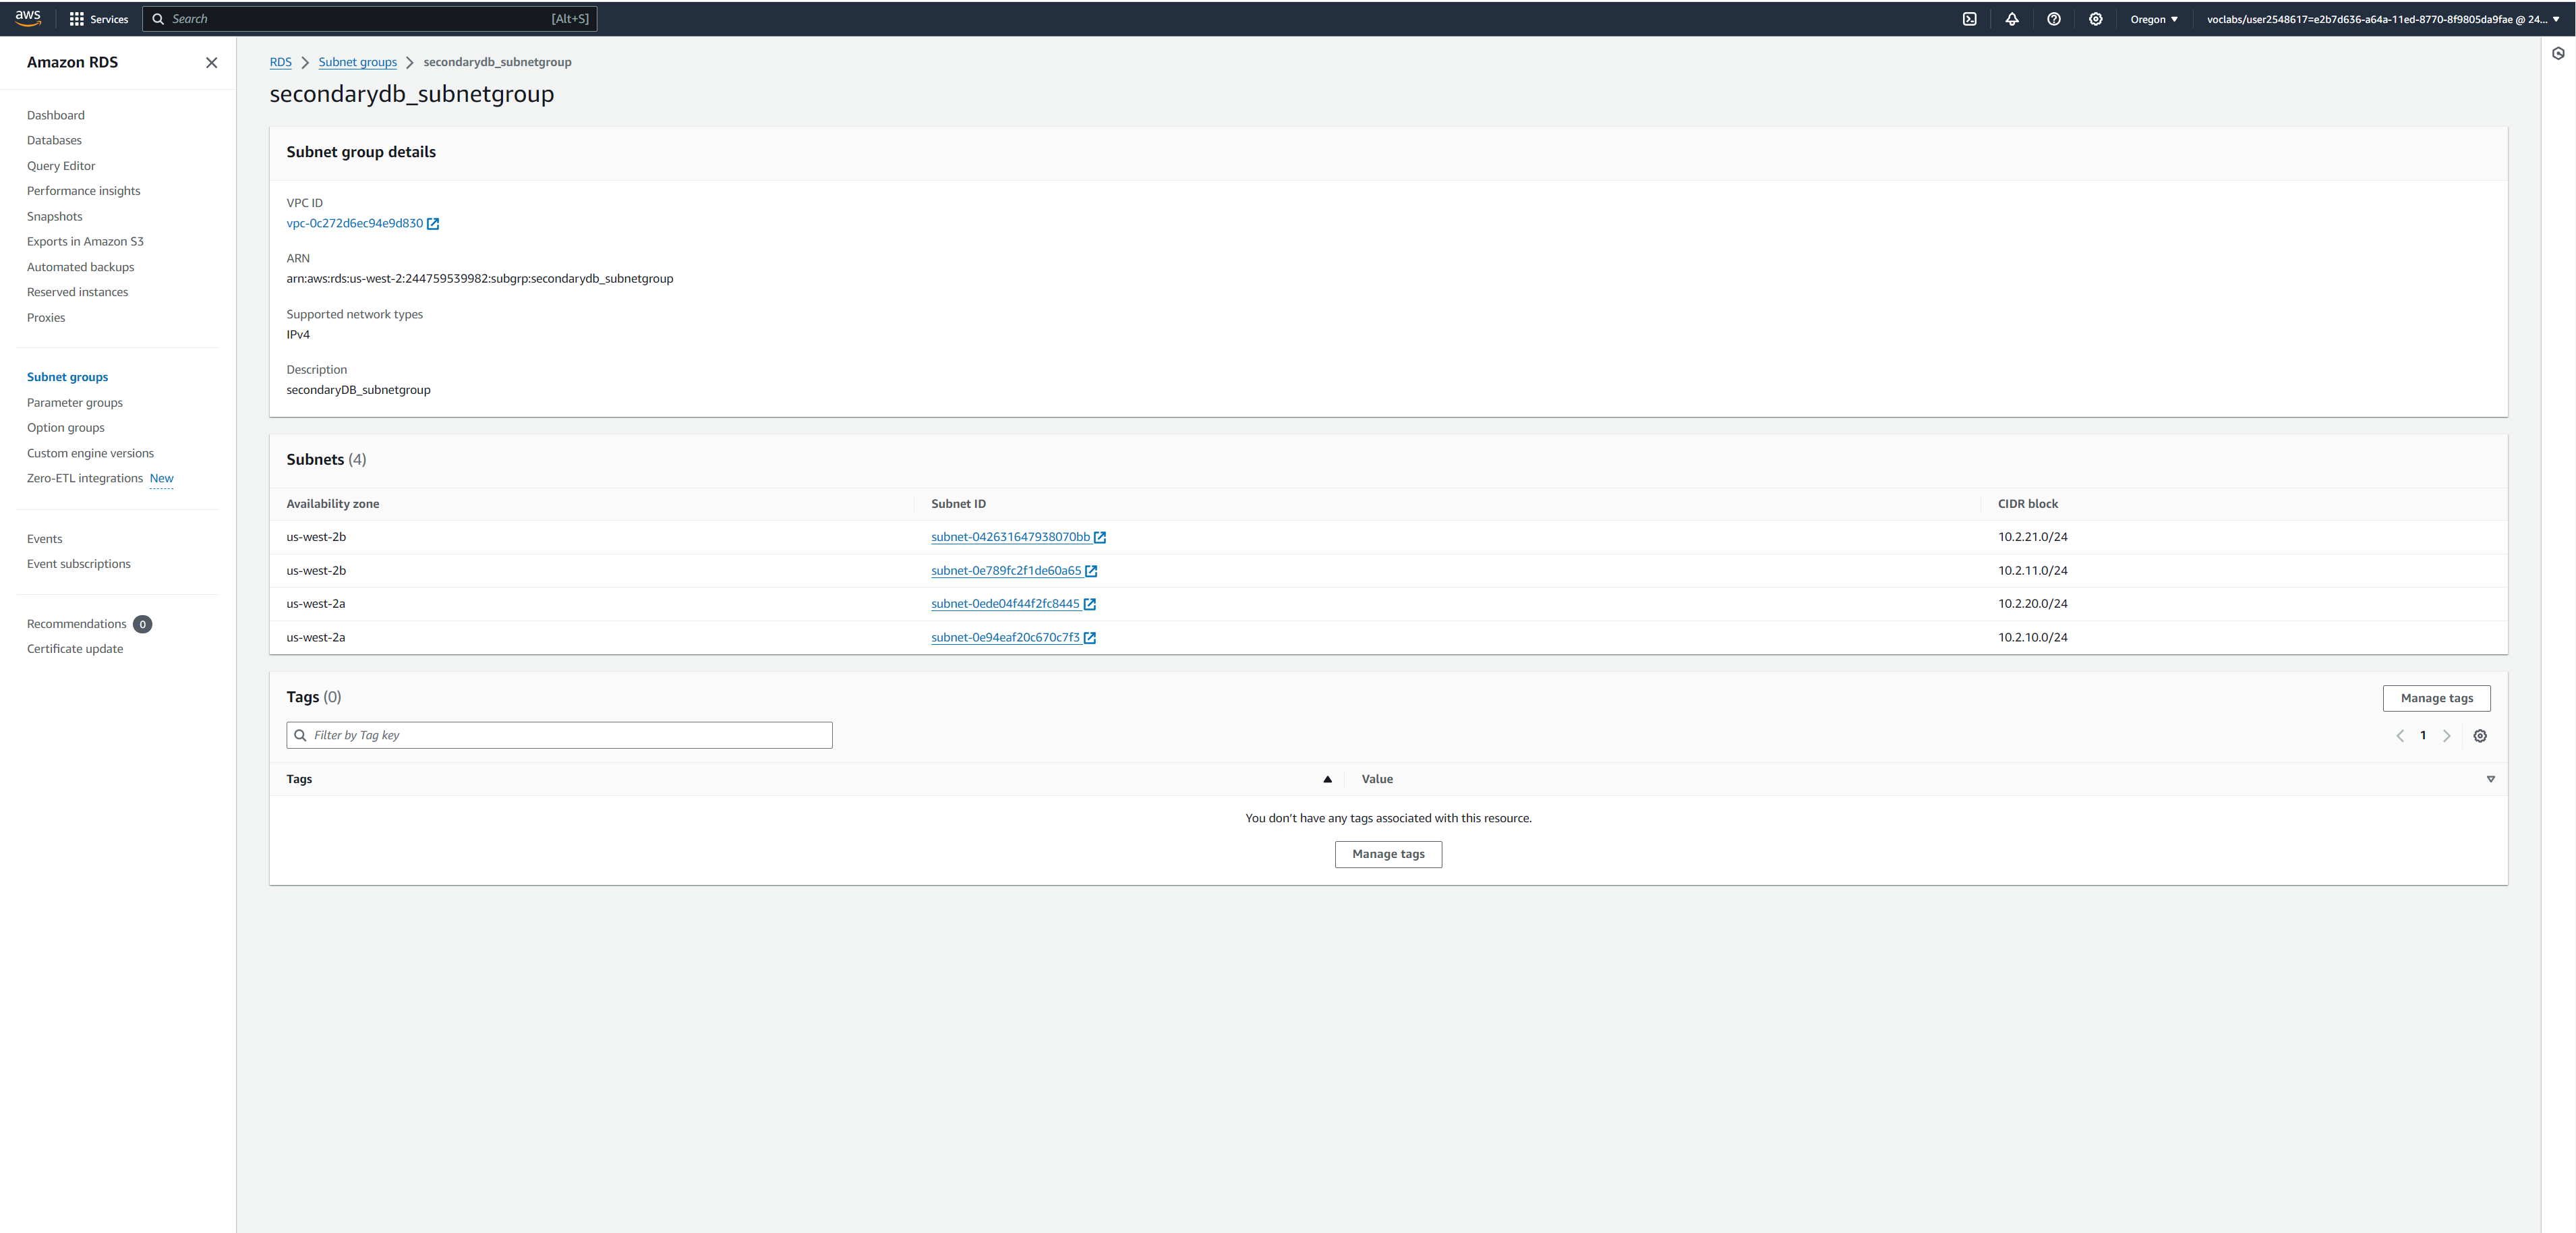 aws
Services
Search
[Alt+S]
Oregon
voclabs/user2548617=e2b7d636-a64a-11ed-8770-8f9805da9fae @ 24...
Amazon RDS
Dashboard
Databases
Query Editor
Performance insights
Snapshots
Exports in Amazon S3
Automated backups
Reserved instances
Proxies
Subnet groups
Parameter groups
Option groups
Custom engine versions
Zero-ETL integrations New
Events
Event subscriptions
Recommendations 0
Certificate update
RDS > Subnet groups > secondarydb_subnetgroup
secondarydb_subnetgroup
Subnet group details
VPC ID
vpc-0c272d6ec94e9d830
ARN
arn:aws:rds:us-west-2:244759539982:subgrp:secondarydb_subnetgroup
Supported network types
IPv4
Description
secondaryDB_subnetgroup
Subnets (4)
Availability zone Subnet ID CIDR block
us-west-2b subnet-042631647938070bb 10.2.21.0/24
us-west-2b subnet-0e789fc2f1de60a65 10.2.11.0/24
us-west-2a subnet-0ede04f44f2fc8445 10.2.20.0/24
us-west-2a subnet-0e94eaf20c670c7f3 10.2.10.0/24
Tags (0)
Manage tags
Filter by Tag key
1
Tags Value
You don't have any tags associated with this resource.
Manage tags